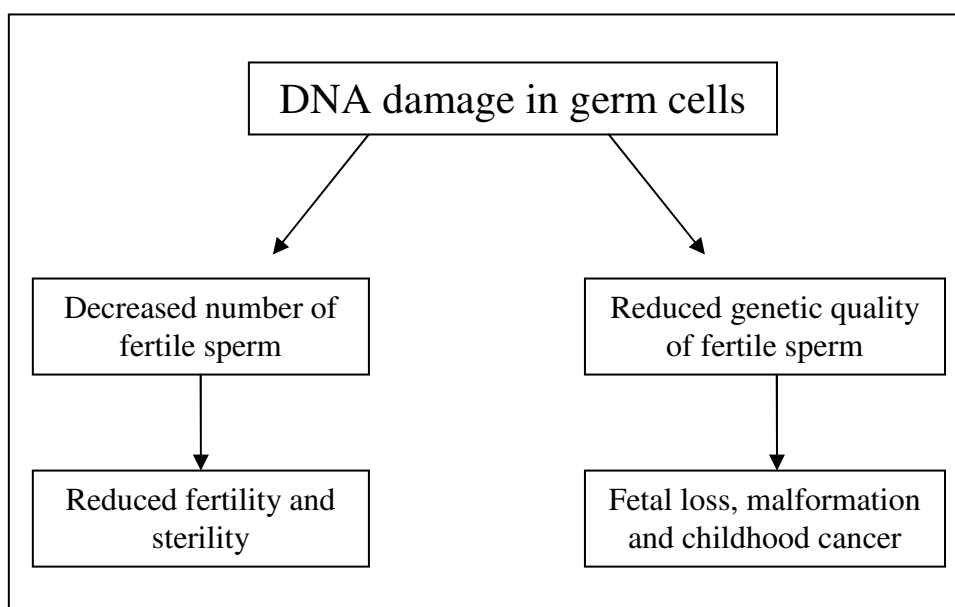 DNA damage in germ cells
Decreased number of
fertile sperm
Reduced genetic quality
of fertile sperm
Reduced fertility and
sterility
Fetal loss, malformation
and childhood cancer